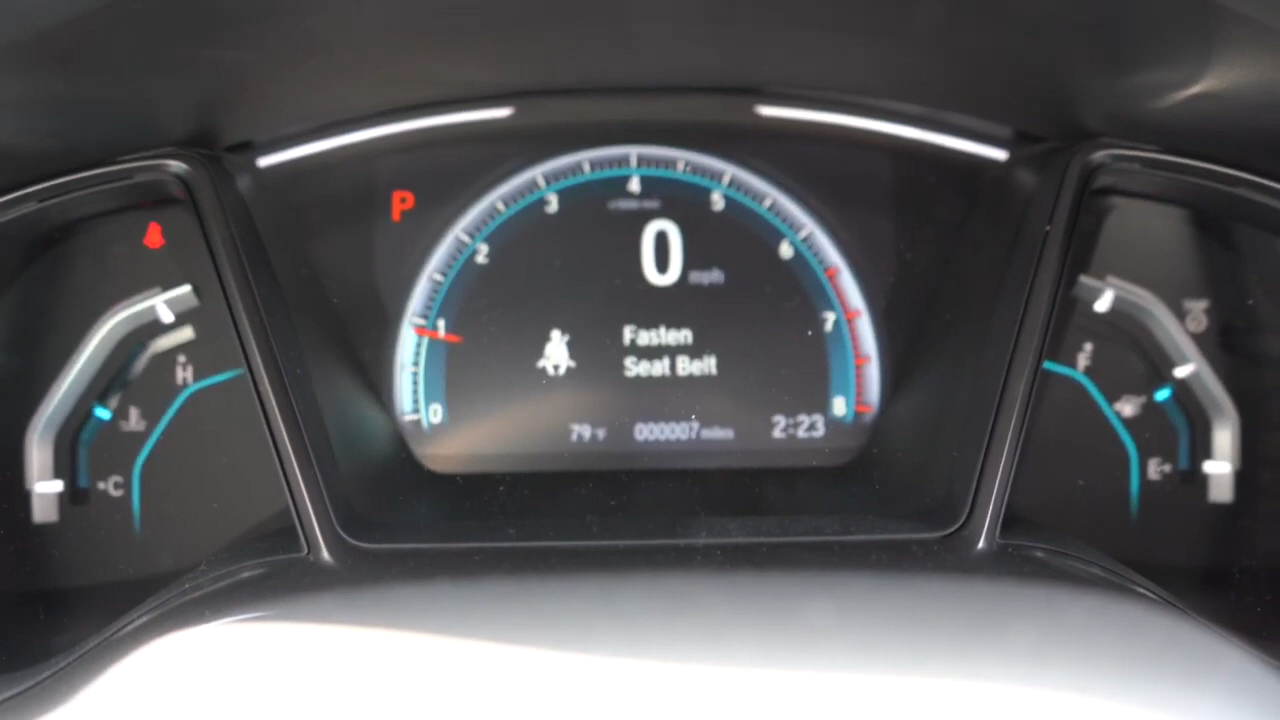 P
4
3
5
0 mph
2
6
1
7
Fasten
Seat Belt
0
8
79°F
000007 miles
2:23
H
C
F
E